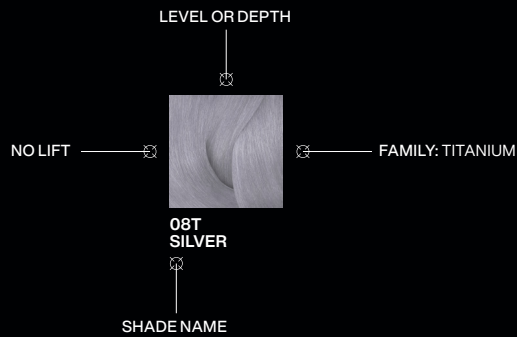 LEVEL OR DEPTH
NO LIFT
FAMILY: TITANIUM
08T
SILVER
SHADE NAME